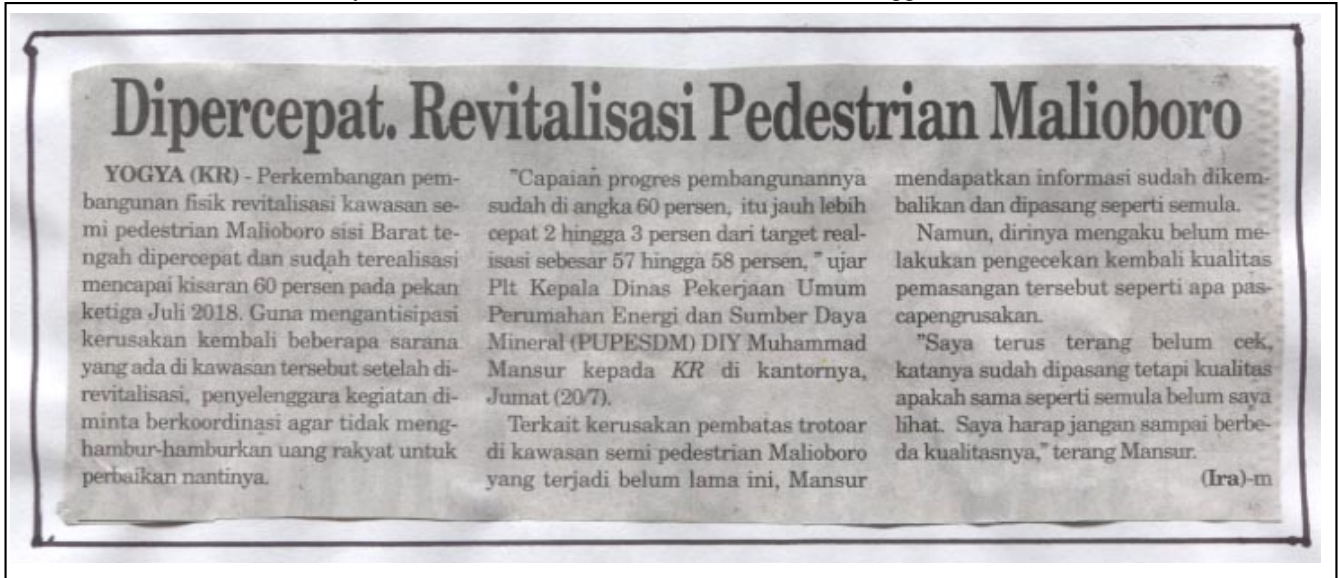 Dipercepat. Revitalisasi Pedestrian Malioboro
YOGYA (KR) - Perkembangan pem-
bangunan fisik revitalisasi kawasan se-
mi pedestrian Malioboro sisi Barat te-
ngah dipercepat dan sudah terealisasi
mencapai kisaran 60 persen pada pekan
ketiga Juli 2018. Guna mengantisipasi
kerusakan kembali beberapa sarana
yang ada di kawasan tersebut setelah di-
revitalisasi, penyelenggara kegiatan di-
minta berkoordinasi agar tidak meng-
hambur-hamburkan uang rakyat untuk
perbaikan nantinya.
"Capaian progres pembangunannya
sudah di angka 60 persen, itu jauh lebih
cepat 2 hingga 3 persen dari target real-
isasi sebesar 57 hingga 58 persen, " ujar
Plt Kepala Dinas Pekerjaan Umum
Perumahan Energi dan Sumber Daya
Mineral (PUPESDM) DIY Muhammad
Mansur kepada KR di kantornya,
Jumat (20/7).
Terkait kerusakan pembatas trotoar
di kawasan semi pedestrian Malioboro
yang terjadi belum lama ini, Mansur
mendapatkan informasi sudah dikem-
balikan dan dipasang seperti semula.
Namun, dirinya mengaku belum me-
lakukan pengecekan kembali kualitas
pemasangan tersebut seperti apa pas-
capengrusakan.
"Saya terus terang belum cek,
katanya sudah dipasang tetapi kualitas
apakah sama seperti semula belum saya
lihat. Saya harap jangan sampai berbe-
da kualitasnya," terang Mansur.
(Ira)-m